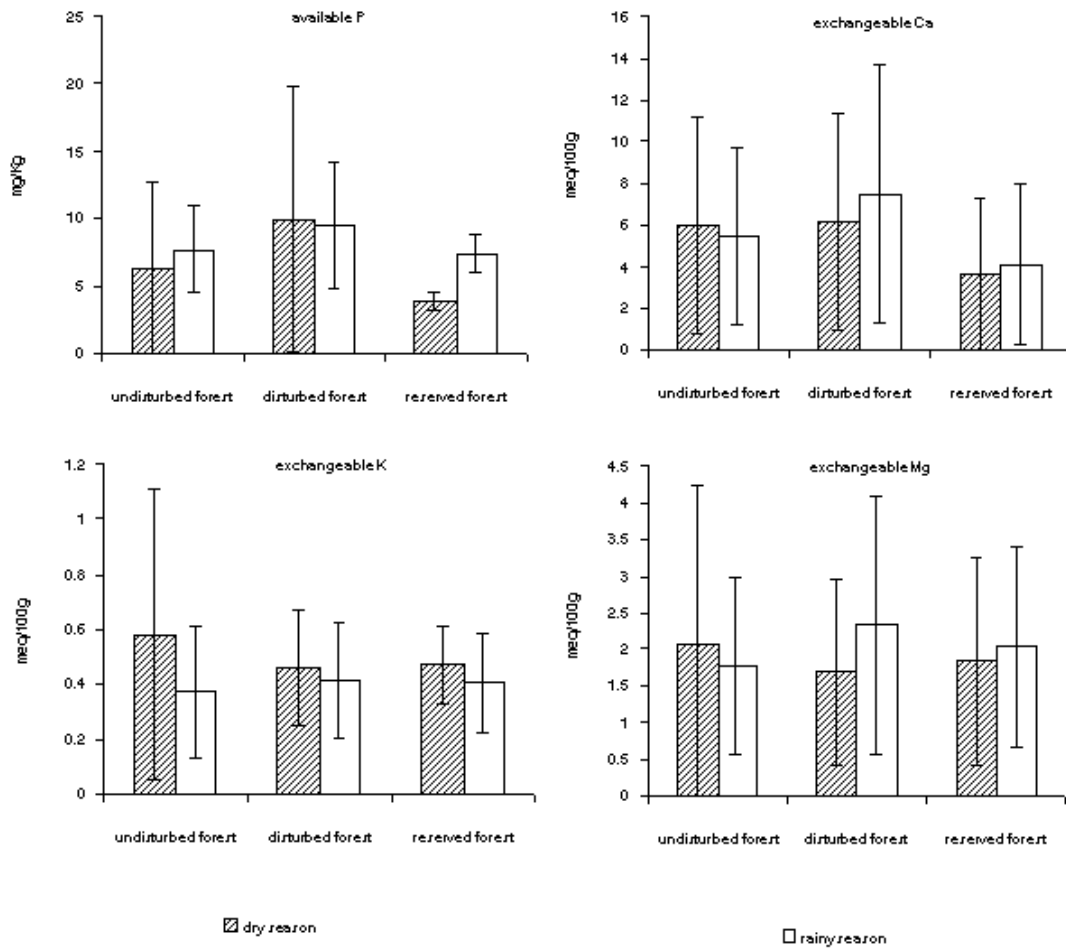 available P
25
20
15
10
5
0
mg/kg
undisturbed forest disturbed forest reserved forest
exchangeable Ca
16
14
12
10
8
6
4
2
0
meq/100g
undisturbed forest disturbed forest reserved forest
exchangeable K
1.2
1
0.8
0.6
0.4
0.2
0
meq/100g
undisturbed forest disturbed forest reserved forest
exchangeable Mg
4.5
4
3.5
3
2.5
2
1.5
1
0.5
0
meq/100g
undisturbed forest disturbed forest reserved forest
dry season
rainy season